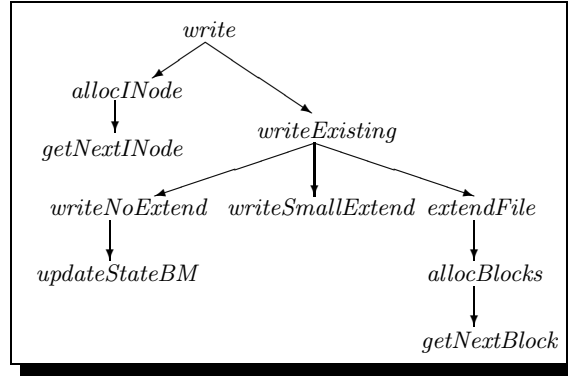 write
allocINode
writeExisting
getNextINode
writeNoExtend writeSmallExtend extendFile
updateStateBM allocBlocks
getNextBlock